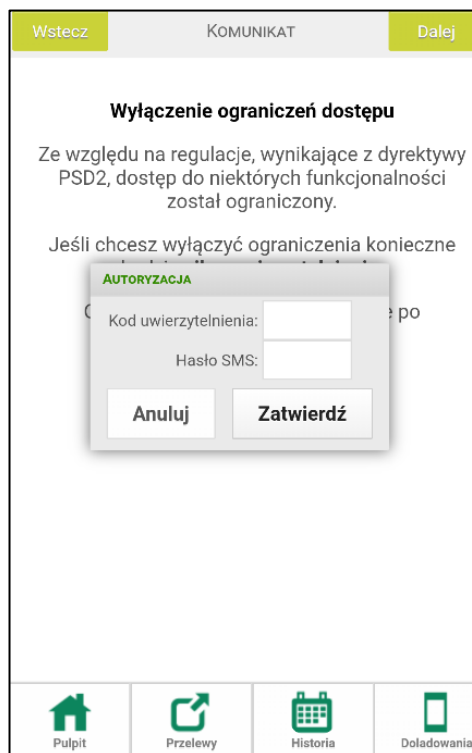 Wstecz
KOMUNIKAT
Dalej
Wyłączenie ograniczeń dostępu
Ze względu na regulacje, wynikające z dyrektywy
PSD2, dostęp do niektórych funkcjonalności
został ograniczony.
Jeśli chcesz wyłączyć ograniczenia konieczne
AUTORYZACJA
po
Kod uwierzytelnienia:
Hasło SMS:
Anuluj
Zatwierdź
Pulpit
Przelewy
Historia
Doładowania